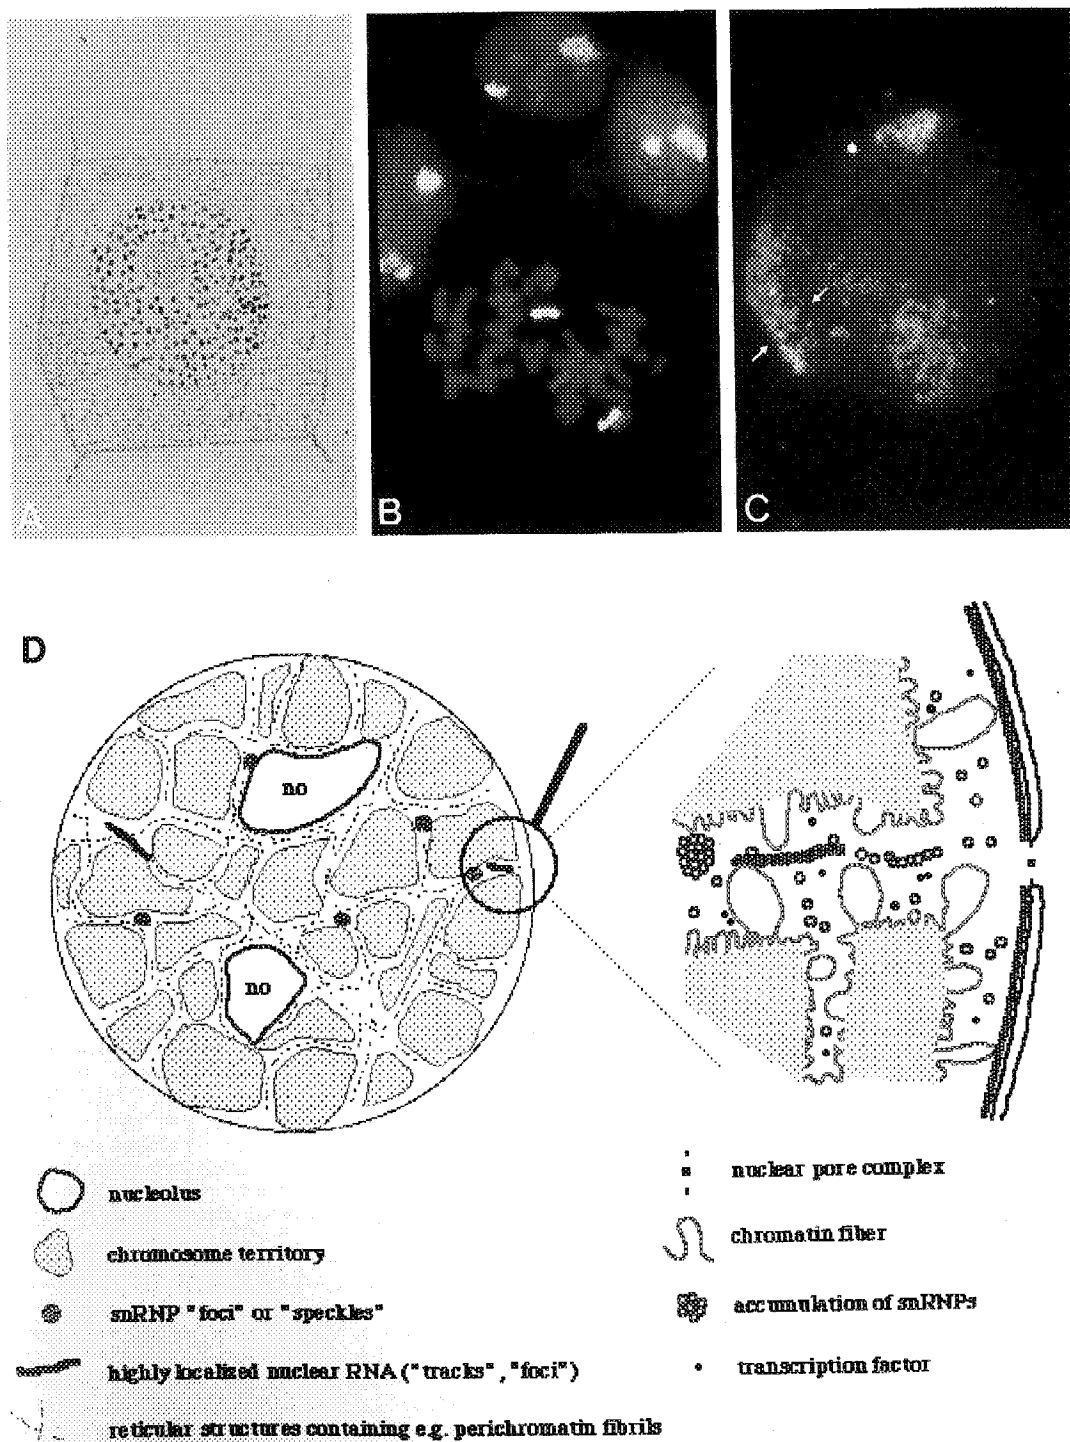 A
B
C
D
no
no
nucleolus
chromosome territory
snRNP "foci" or "speckles"
highly localized nuclear RNA ("tracks", "foci")
reticular structures containing e.g. perichromatin fibrils
nuclear pore complex
chromatin fiber
accumulation of snRNPs
transcription factor